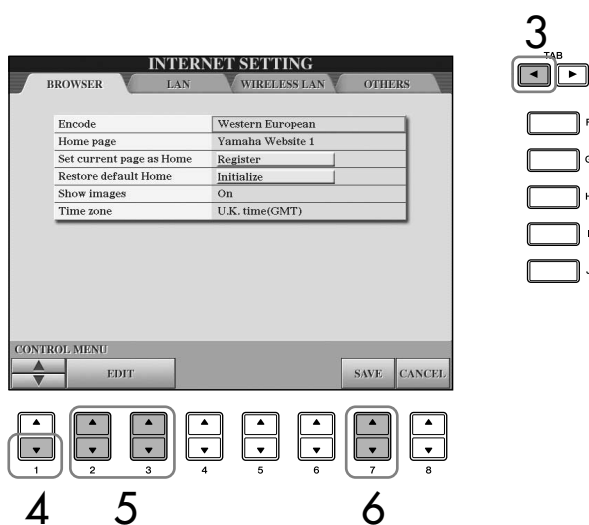 3
TAB
INTERNET SETTING
BROWSER LAN WIRELESS LAN OTHERS
Encode Western European
Home page Yamaha Website 1
Set current page as Home Register
Restore default Home Initialize
Show images On
Time zone U.K. time(GMT)
CONTROL MENU
EDIT SAVE CANCEL
1 2 3 4 5 6 7 8
4 5 6